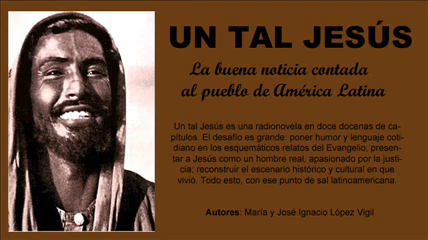 UN TAL JESÚS
La buena noticia contada
al pueblo de América Latina
Un tal Jesús es una radionovela en doce docenas de ca-
pítulos. El desafío es grande: poner humor y lenguaje coti-
diano en los esquemáticos relatos del Evangelio, presen-
tar a Jesús como un hombre real, apasionado por la justi-
cia; reconstruir el escenario histórico y cultural en que
vivió. Todo esto, con ese punto de sal latinoamericana.
Autores: María y José Ignacio López Vigil